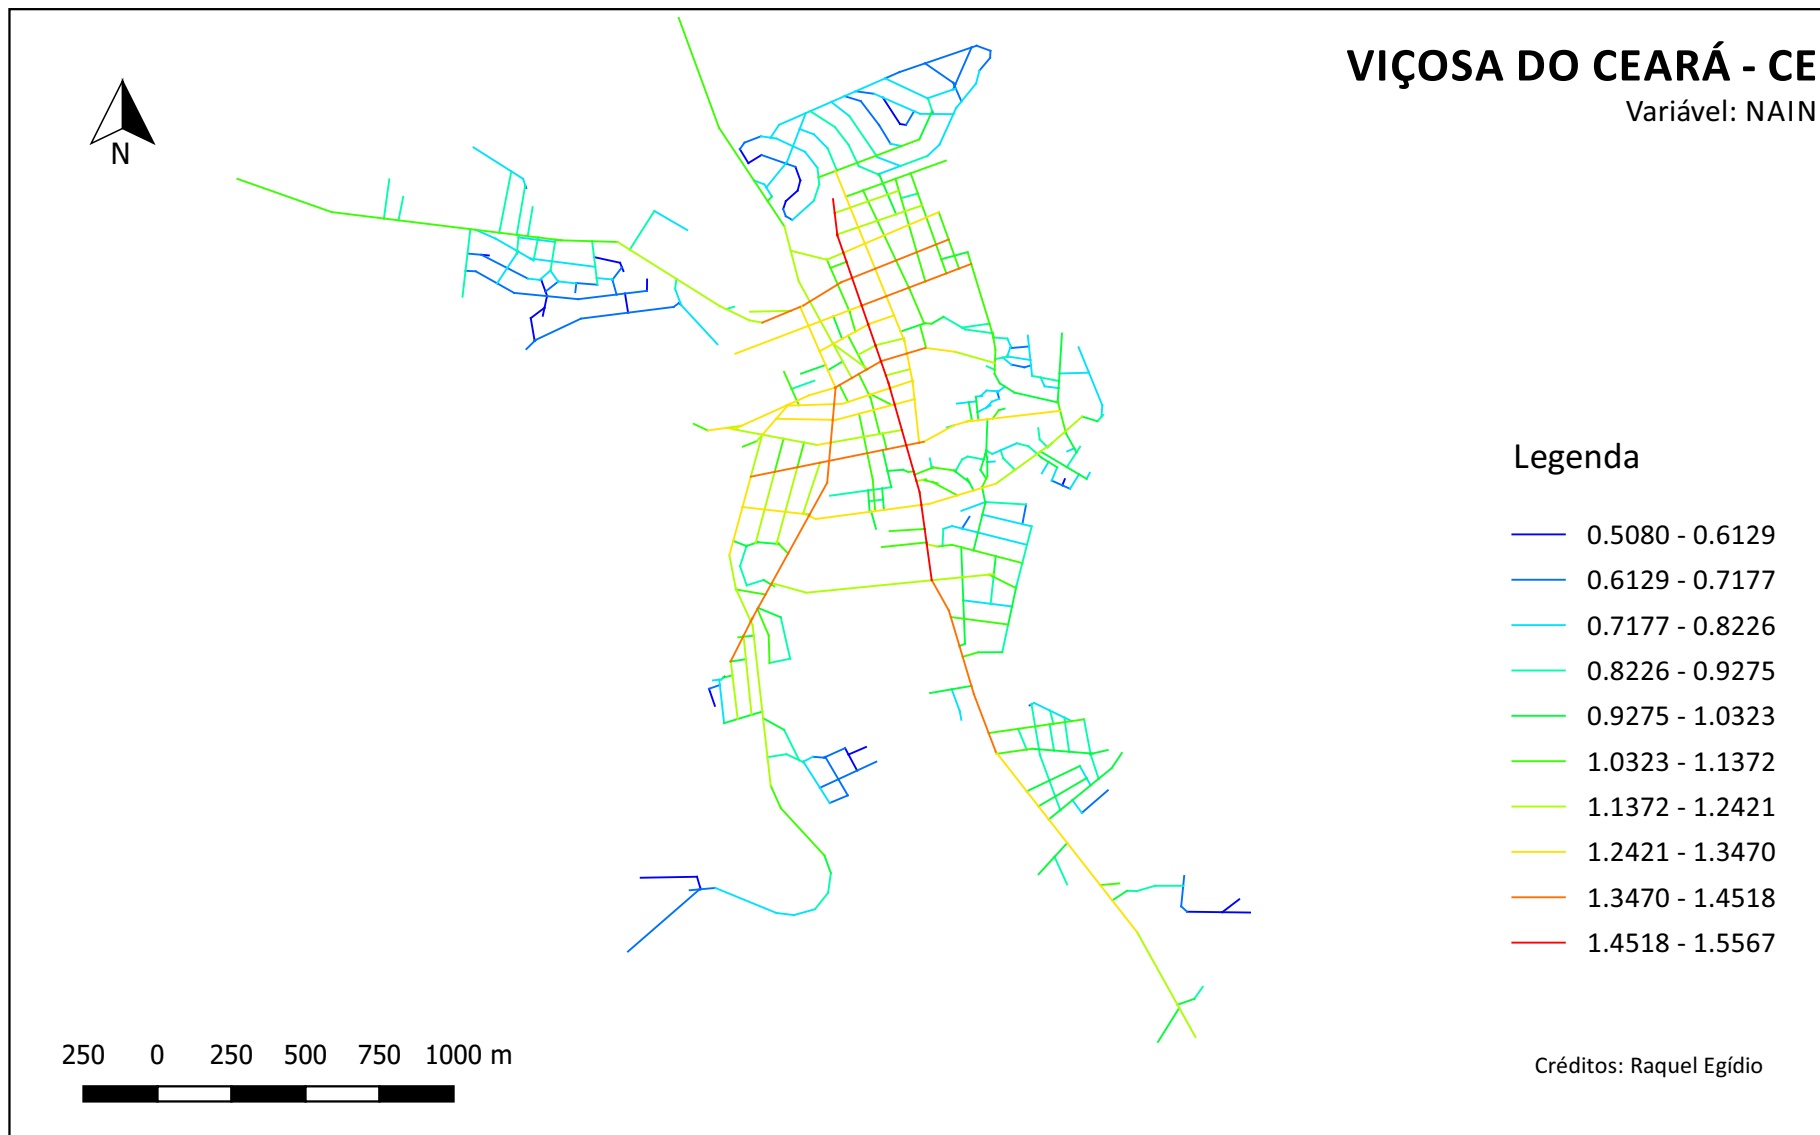 VIÇOSA DO CEARÁ - CE
Variável: NAIN
N
Legenda
0.5080 - 0.6129
0.6129 - 0.7177
0.7177 - 0.8226
0.8226 - 0.9275
0.9275 - 1.0323
1.0323 - 1.1372
1.1372 - 1.2421
1.2421 - 1.3470
1.3470 - 1.4518
1.4518 - 1.5567
250 0 250 500 750 1000 m
Créditos: Raquel Egídio